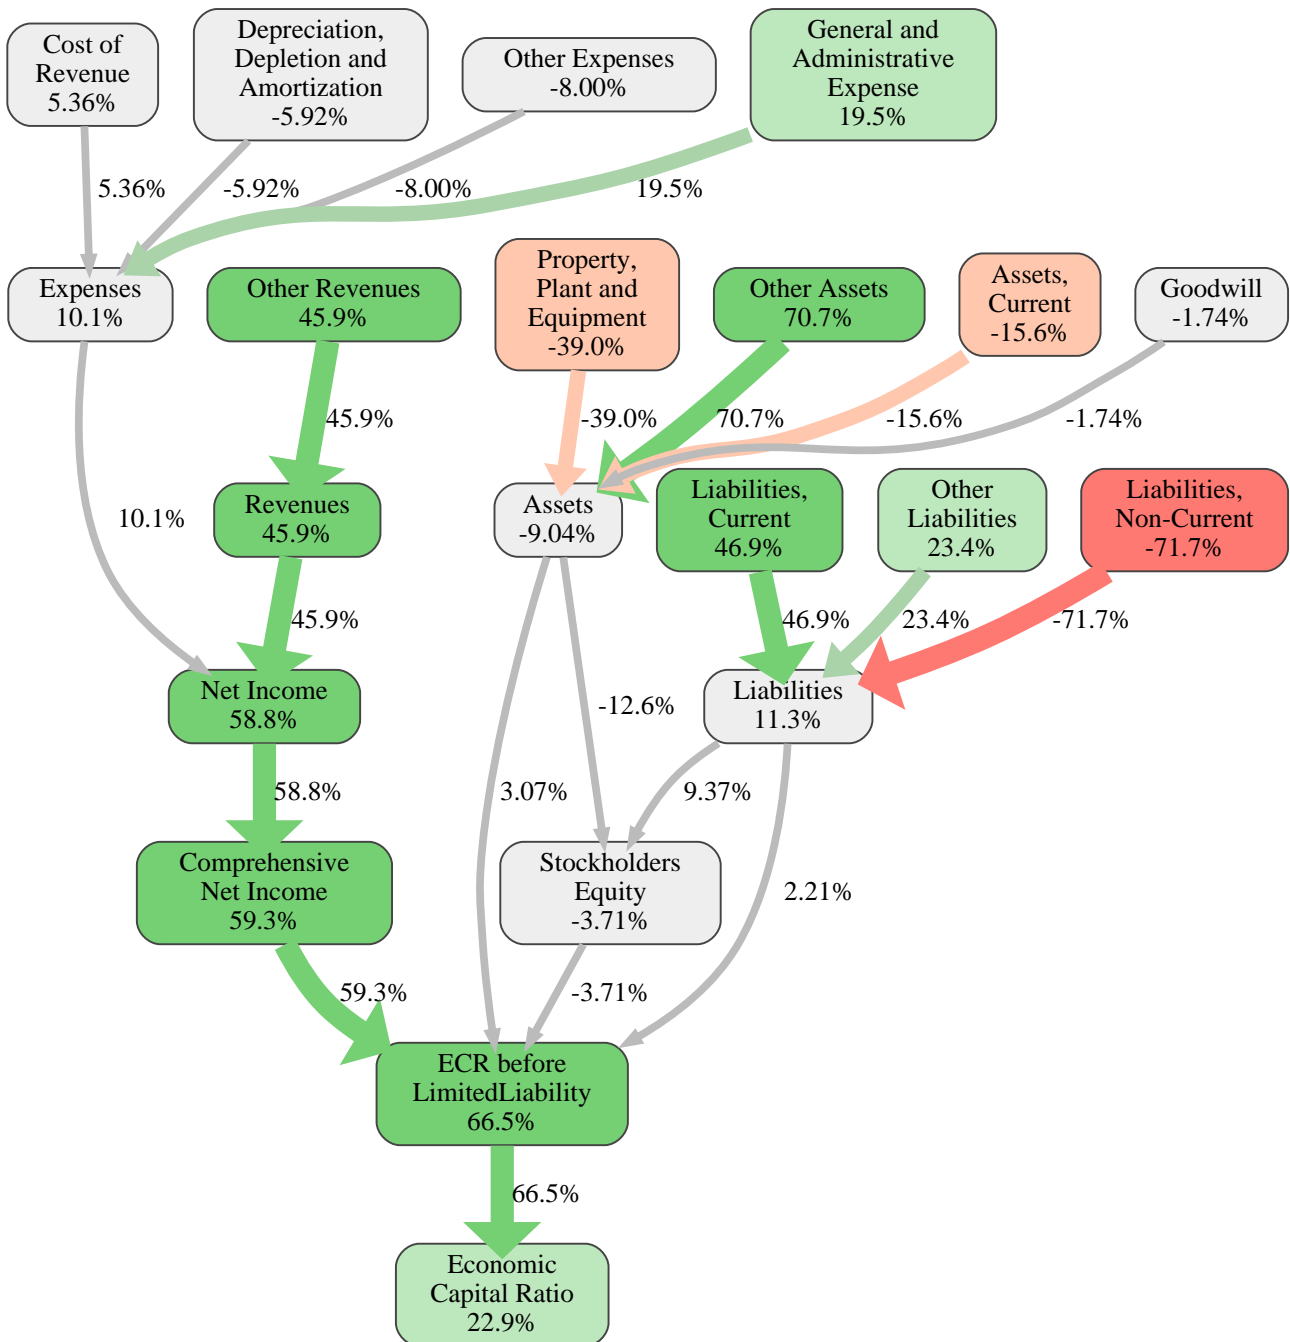 Cost of
Revenue
5.36%
Depreciation,
Depletion and
Amortization
-5.92%
Other Expenses
-8.00%
General and
Administrative
Expense
19.5%
5.36%
-5.92%
-8.00%
19.5%
Expenses
10.1%
Other Revenues
45.9%
Property,
Plant and
Equipment
-39.0%
Other Assets
70.7%
Assets,
Current
-15.6%
Goodwill
-1.74%
45.9%
-39.0%
70.7%
-15.6%
-1.74%
10.1%
Revenues
45.9%
Assets
-9.04%
Liabilities,
Current
46.9%
Other
Liabilities
23.4%
Liabilities,
Non-Current
-71.7%
45.9%
46.9%
23.4%
-71.7%
Net Income
58.8%
-12.6%
Liabilities
11.3%
58.8%
3.07%
9.37%
Comprehensive
Net Income
59.3%
Stockholders
Equity
-3.71%
2.21%
59.3%
-3.71%
ECR before
LimitedLiability
66.5%
66.5%
Economic
Capital Ratio
22.9%